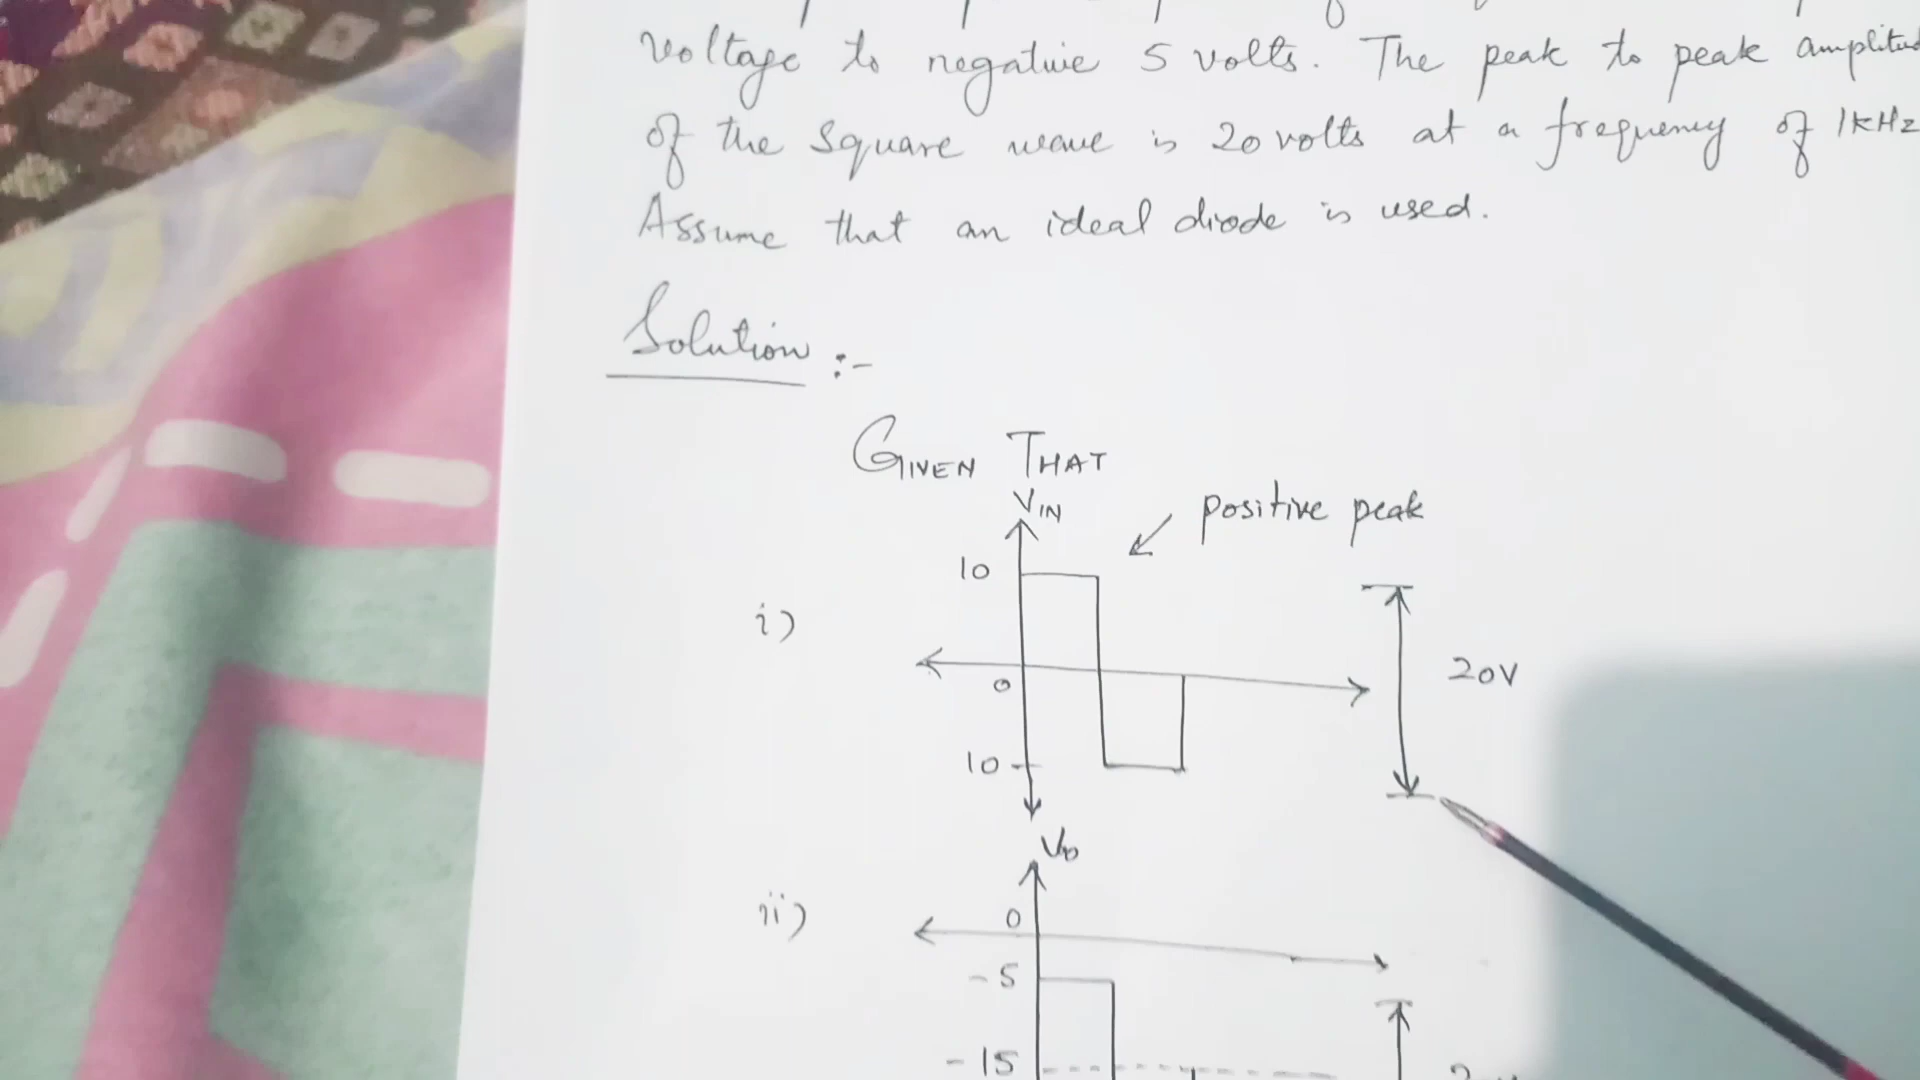 voltage to negative 5 volts. The peak to peak
of the square wave is 20 volts at a frequency of 1kHz
Assume that an ideal diode is used.
Solution :-
GIVEN THAT
VIN
positive peak
10
i)
0
20V
10
Vo
ii)
0
-5
-15